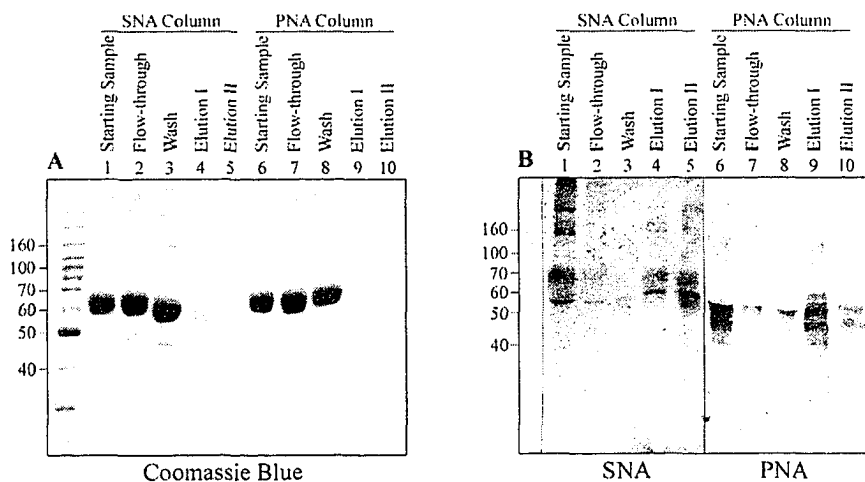 SNA Column PNA Column
Starting Sample
Flow-through
Wash
Elution I
Elution II
Starting Sample
Flow-through
Wash
Elution I
Elution II
A
1 2 3 4 5 6 7 8 9 10
160
100
70
60
50
40
Coomassie Blue
SNA Column PNA Column
Starting Sample
Flow-through
Wash
Elution I
Elution II
Starting Sample
Flow-through
Wash
Elution I
Elution II
B
1 2 3 4 5 6 7 8 9 10
160
100
70
60
50
40
SNA PNA